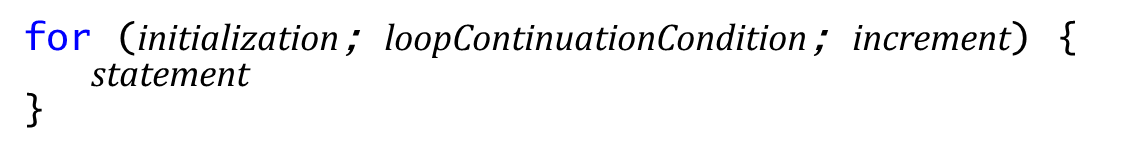 for (initialization; loopContinuationCondition; increment) {
statement
}